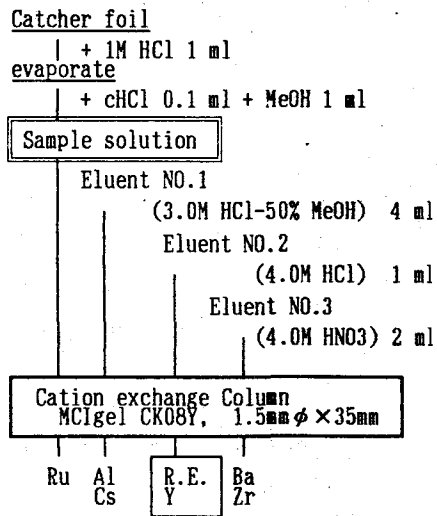 Catcher foil
+ 1M HCl 1 ml
evaporate
+ cHCl 0.1 ml + MeOH 1 ml
Sample solution
Eluent NO.1
(3.0M HCl-50% MeOH) 4 ml
Eluent NO.2
(4.0M HCl) 1 ml
Eluent NO.3
(4.0M HNO3) 2 ml
Cation exchange Column
MCIgel CK08Y, 1.5mmφ×35mm
Ru Al R.E. Ba
Cs Y Zr